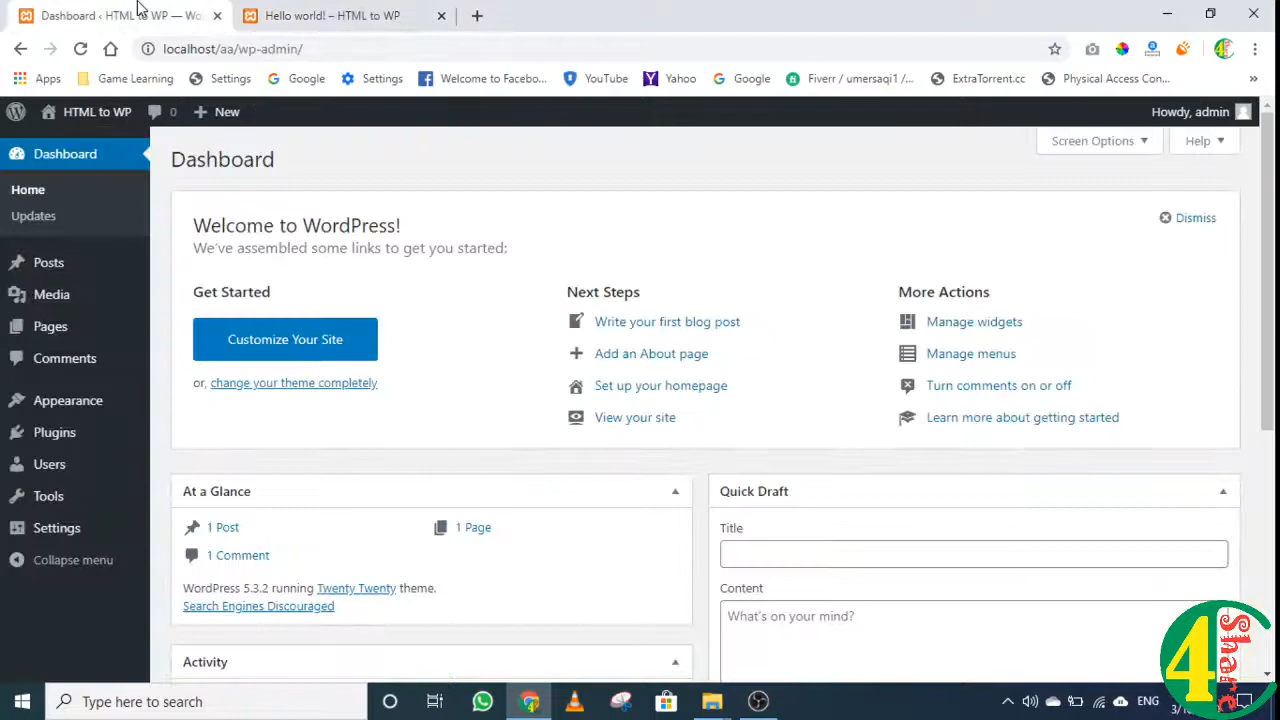 Dashboard ‹ HTML to WP — Wo
Hello world! – HTML to WP
localhost/aa/wp-admin/
Apps
Game Learning
Settings
Google
Settings
Welcome to Facebo...
YouTube
Yahoo
Google
Fiverr / umersaqi1/...
ExtraTorrent.cc
Physical Access Con...
»
HTML to WP
0
New
Howdy, admin
Dashboard
Home
Updates
Posts
Media
Pages
Comments
Appearance
Plugins
Users
Tools
Settings
Collapse menu
Dashboard
Screen Options
Help
Welcome to WordPress!
We've assembled some links to get you started:
Dismiss
Get Started
Customize Your Site
or, change your theme completely
Next Steps
Write your first blog post
Add an About page
Set up your homepage
View your site
More Actions
Manage widgets
Manage menus
Turn comments on or off
Learn more about getting started
At a Glance
1 Post
1 Page
1 Comment
WordPress 5.3.2 running Twenty Twenty theme.
Search Engines Discouraged
Activity
Quick Draft
Title
Content
What's on your mind?
4 Share
Type here to search
ENG